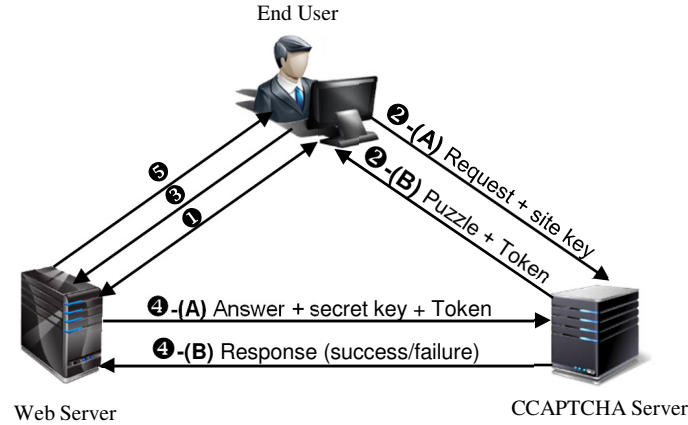 End User
❷-(A) Request + site key
❷-(B) Puzzle + Token
❺
❸
❶
❹-(A) Answer + secret key + Token
❹-(B) Response (success/failure)
Web Server
CCAPTCHA Server